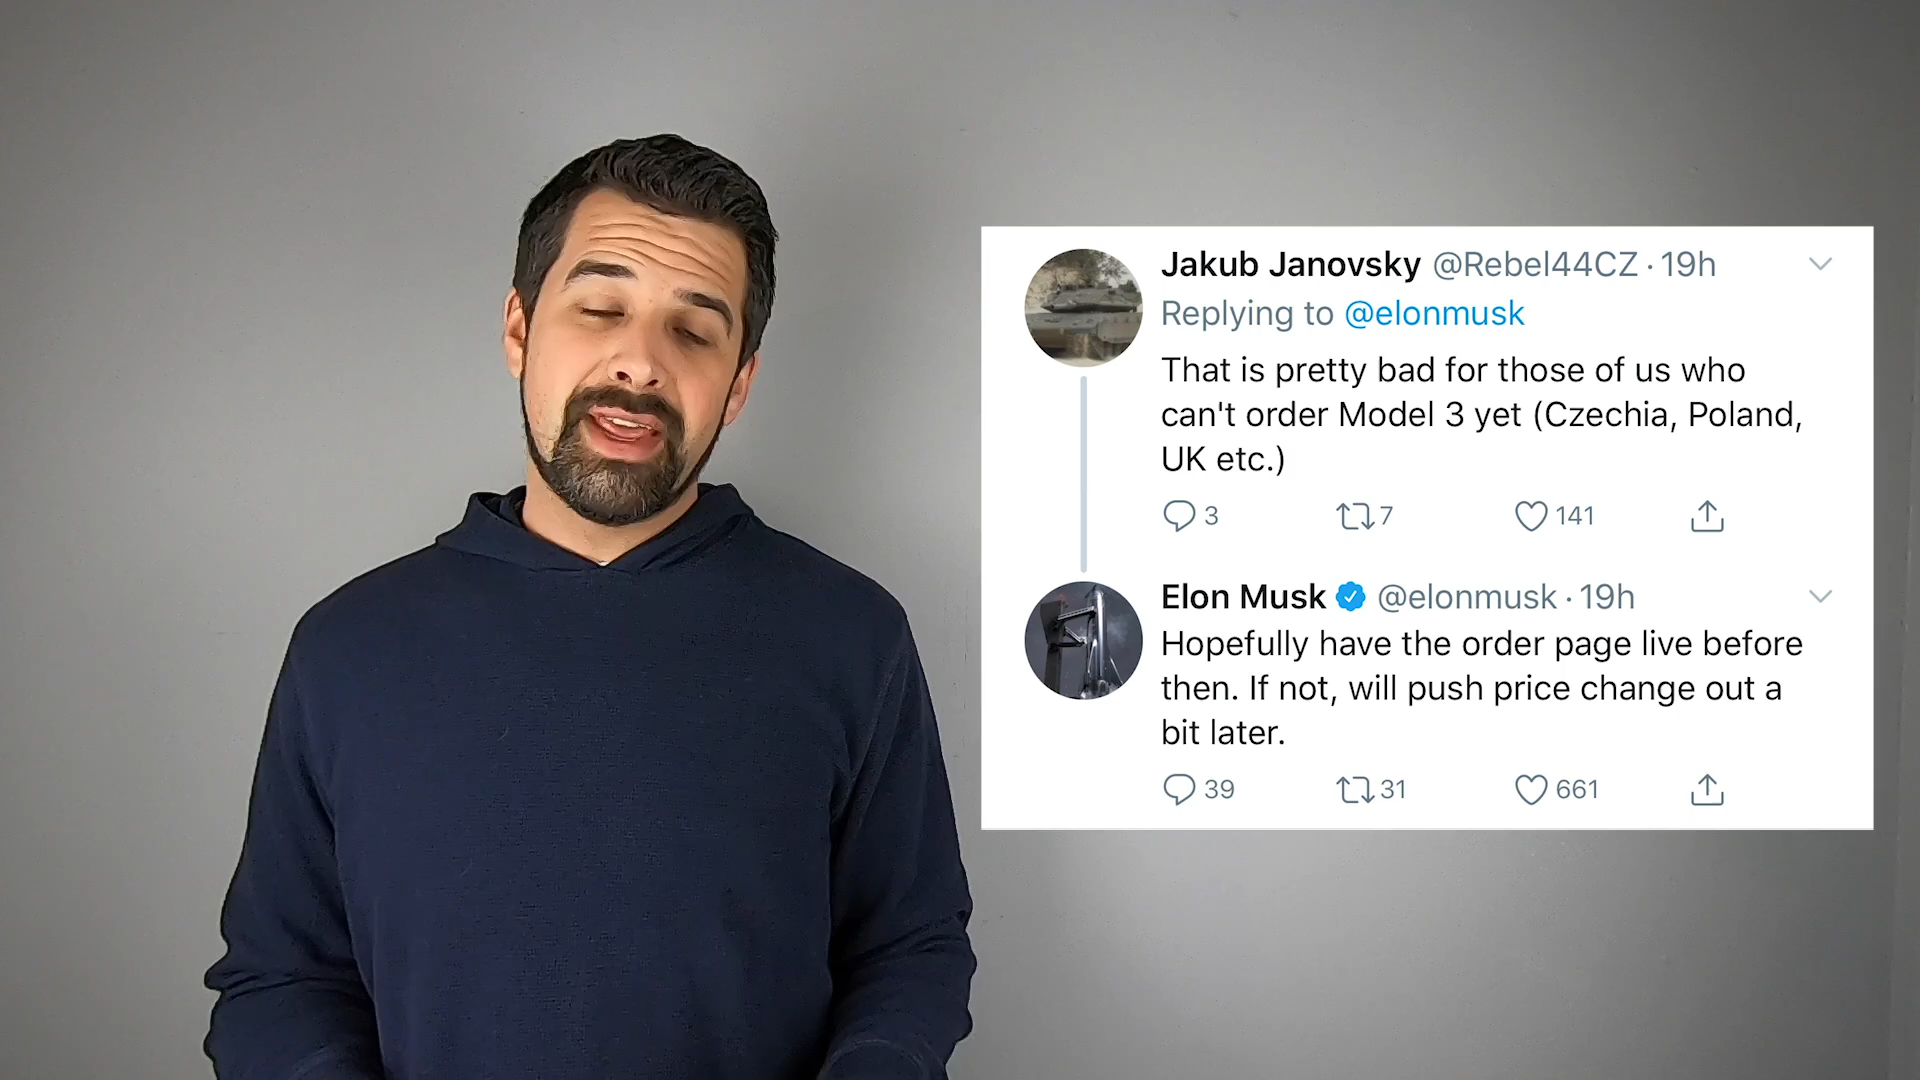 Jakub Janovsky @Rebel44CZ · 19h
Replying to @elonmusk
That is pretty bad for those of us who
can't order Model 3 yet (Czechia, Poland,
UK etc.)
3 7 141
Elon Musk @elonmusk · 19h
Hopefully have the order page live before
then. If not, will push price change out a
bit later.
39 31 661